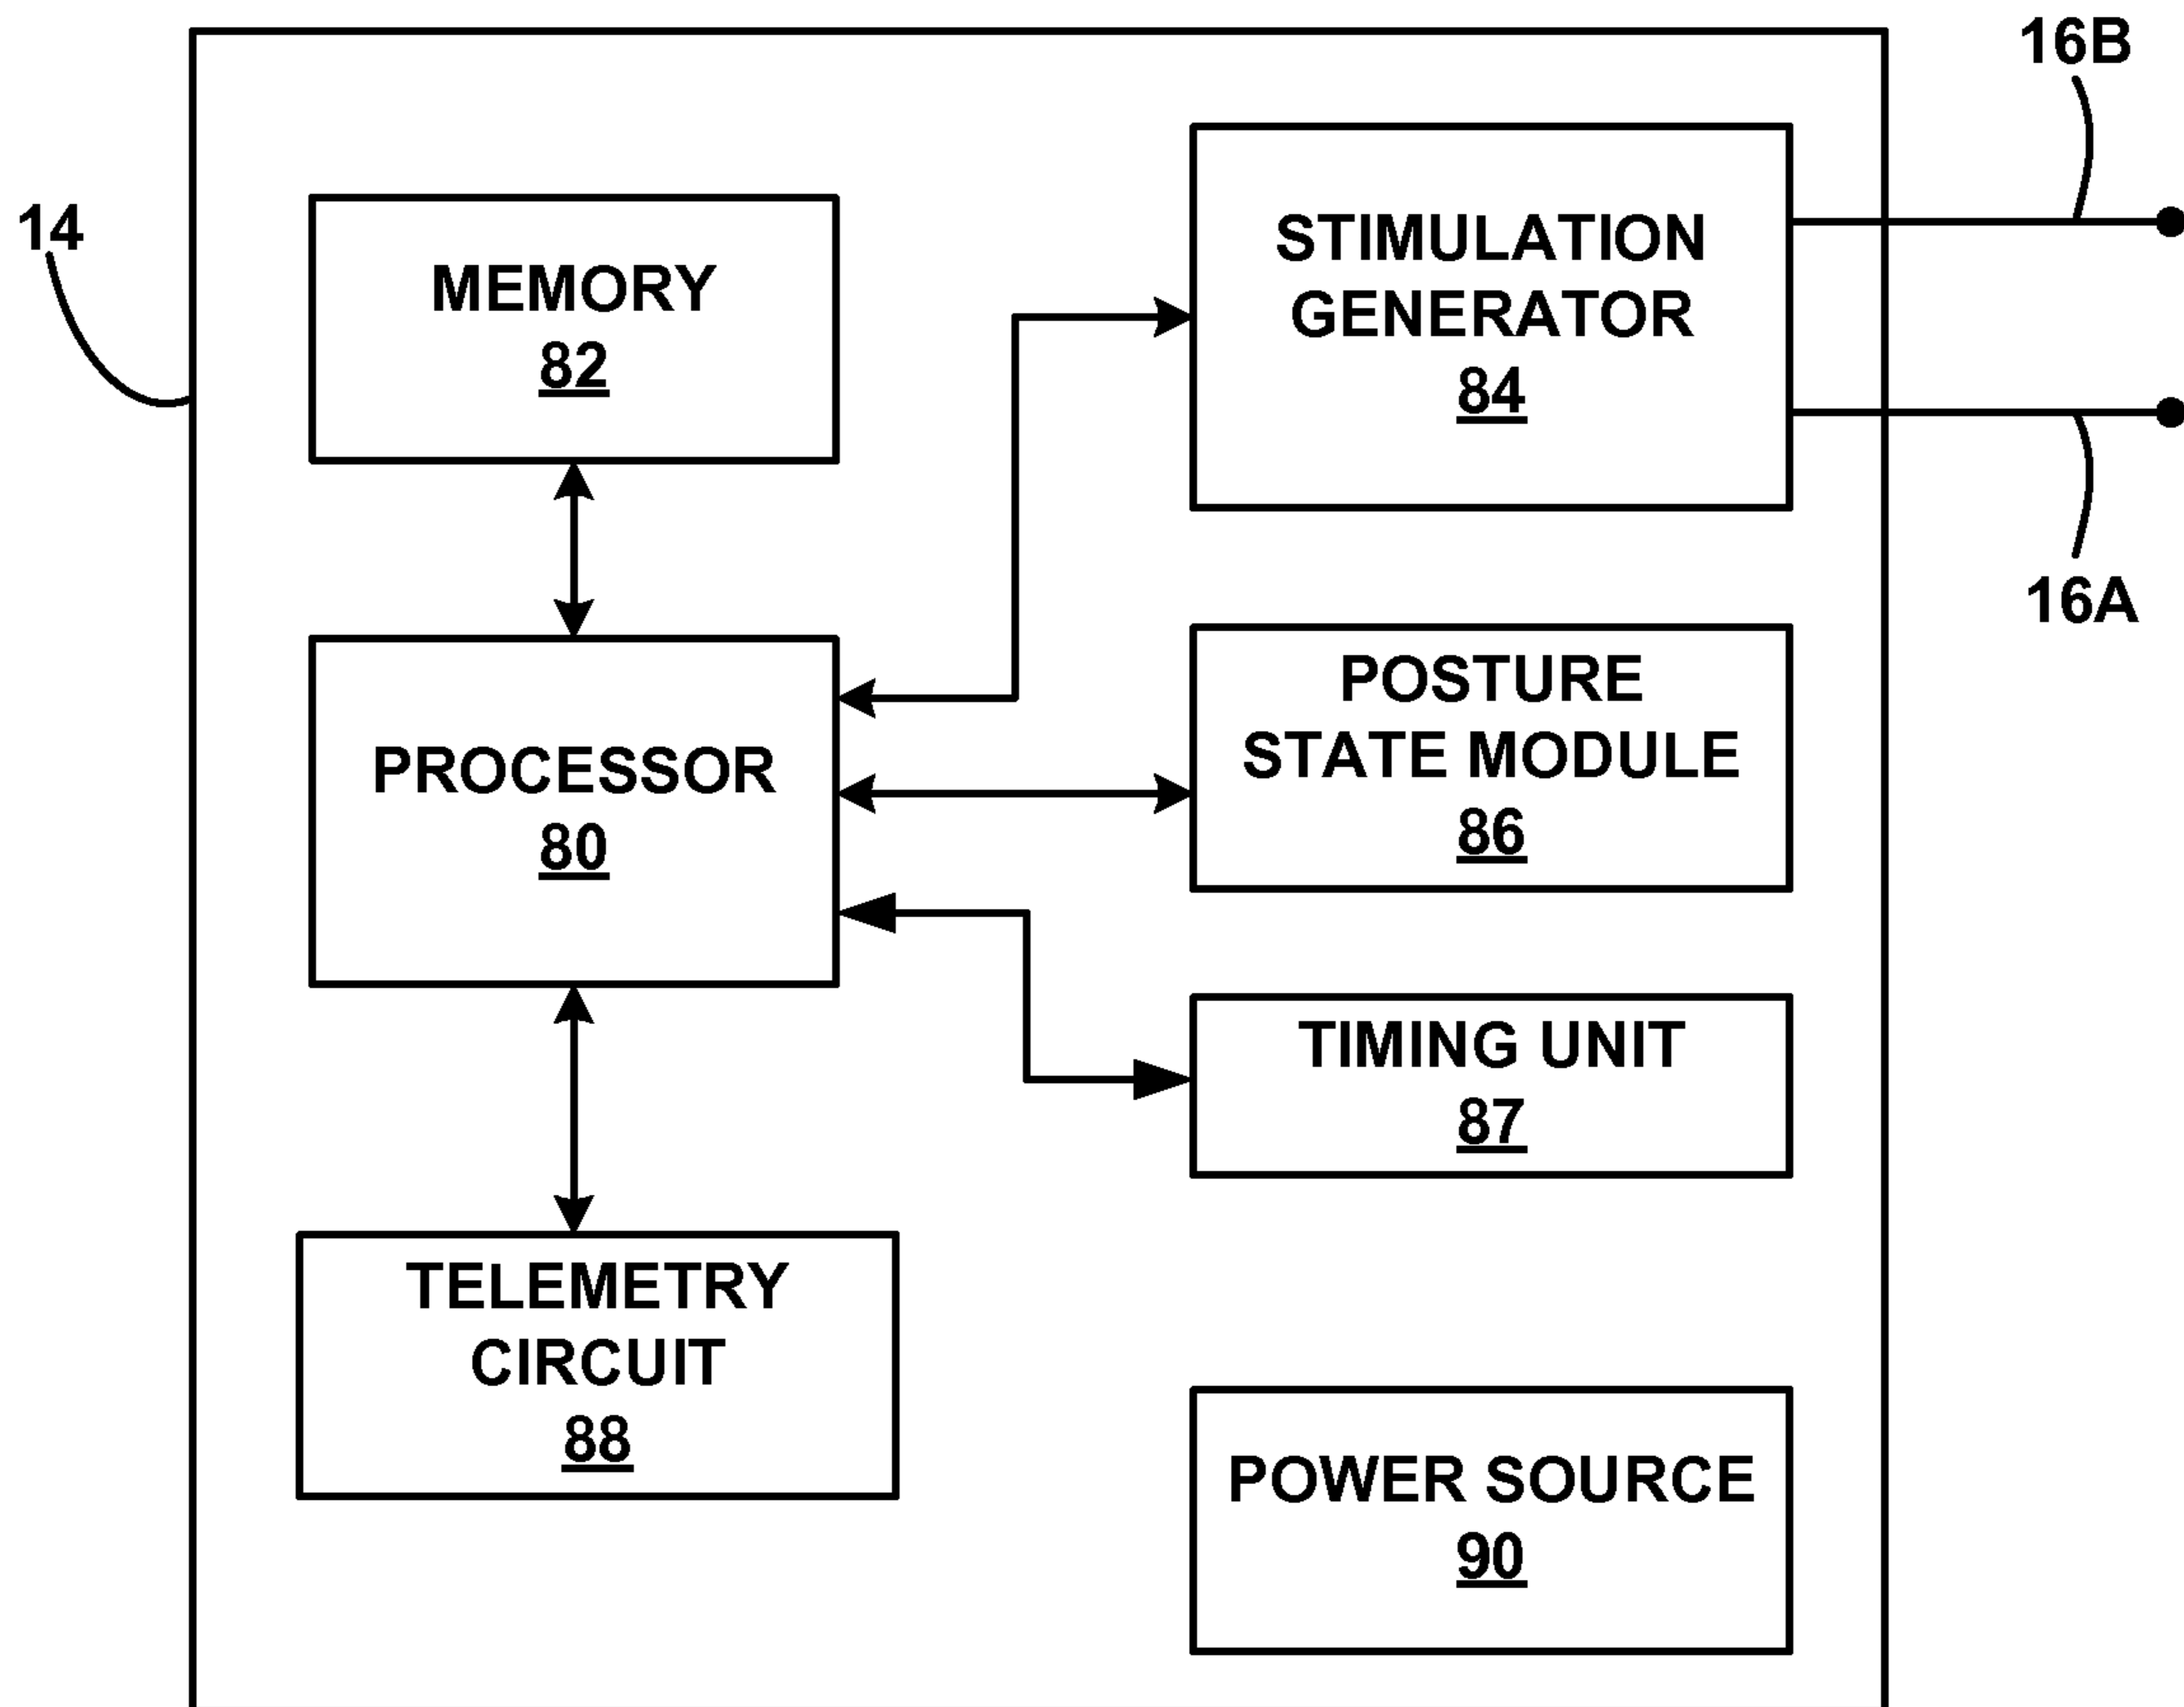 16B
14
MEMORY
82
STIMULATION
GENERATOR
84
16A
PROCESSOR
80
POSTURE
STATE MODULE
86
TIMING UNIT
87
TELEMETRY
CIRCUIT
88
POWER SOURCE
90